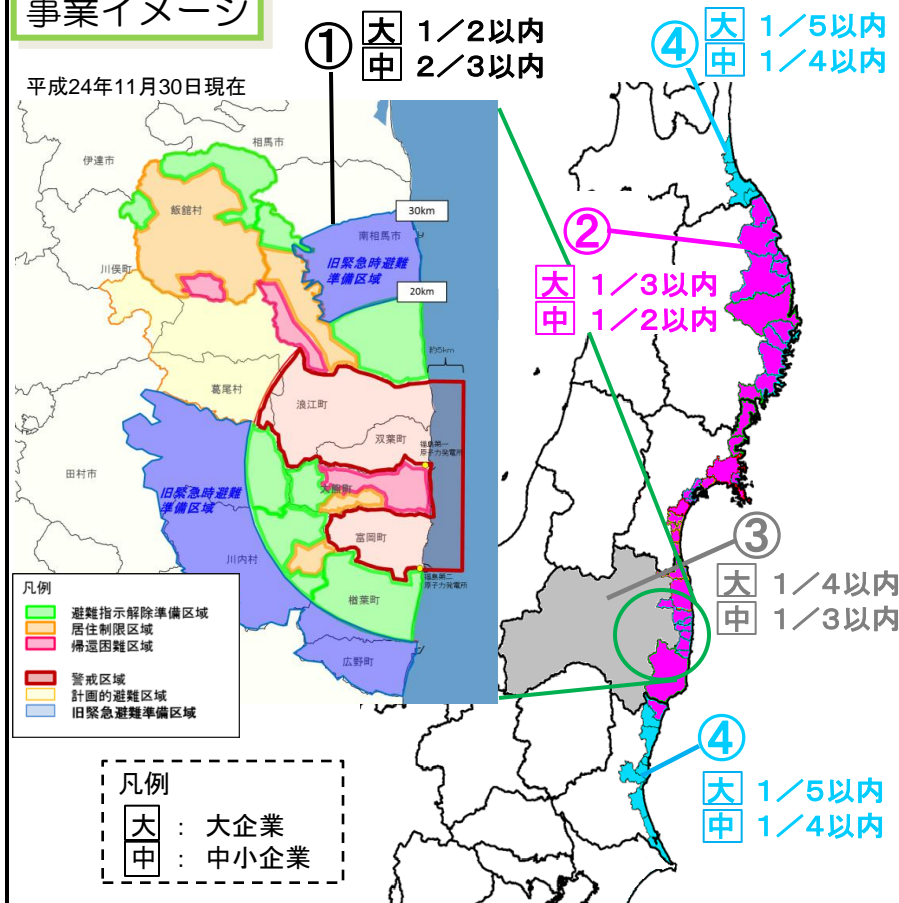 事業イメージ
平成24年11月30日現在
① 大 1/2以内
中 2/3以内
④ 大 1/5以内
中 1/4以内
② 大 1/3以内
中 1/2以内
③ 大 1/4以内
中 1/3以内
④ 大 1/5以内
中 1/4以内
相馬市
伊達市
飯舘村
30km
南相馬市
旧緊急時避難
準備区域
川俣町
20km
約5km
葛尾村
浪江町
双葉町
福島第一
原子力発電所
田村市
大熊町
旧緊急時避難
準備区域
富岡町
川内村
福島第二
原子力発電所
楢葉町
広野町
凡例
避難指示解除準備区域
居住制限区域
帰還困難区域
警戒区域
計画的避難区域
旧緊急避難準備区域
凡例
大 : 大企業
中 : 中小企業